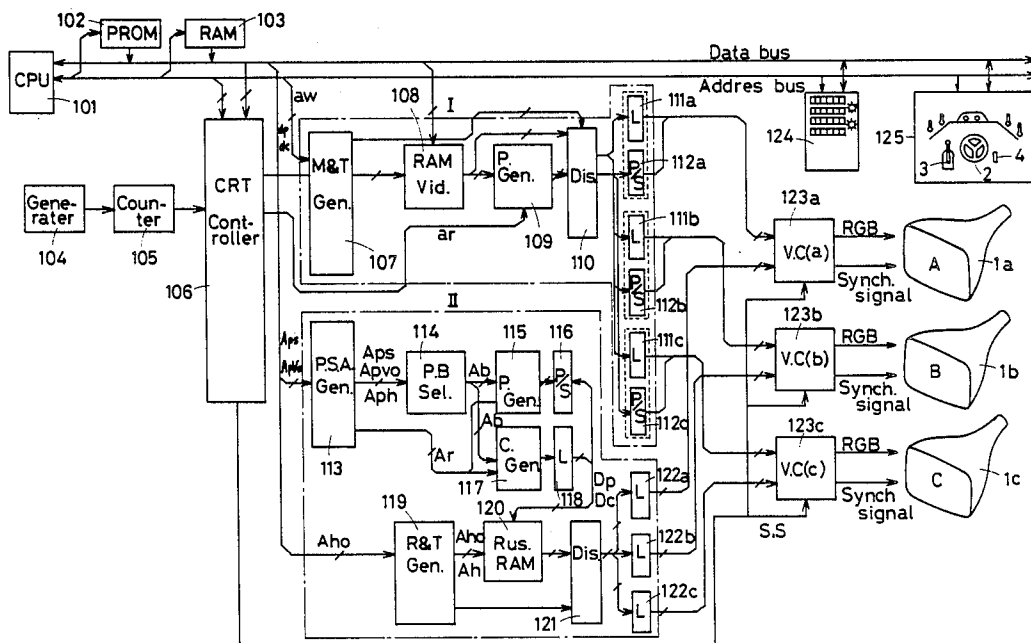 102
PROM
103
RAM
Data bus
CPU
101
Addres bus
aw
dp
dc
108
I
111a
L
124
125
3
4
2
M&T
Gen.
107
RAM
Vid.
P.
Gen.
109
Dis.
110
P/S
112a
CRT
Cont-
roller
106
Gene-
rater
104
Coun-
ter
105
ar
111b
L
P/S
112b
123a
V.C(a)
RGB
Synch.
signal
A
1a
II
Aps
Apvo
P.S.A.
Gen.
113
Aps
Apvo
Aph
114
P.B
Sel.
Ab
115
P.
Gen.
116
P/S
111c
L
P/S
112c
123b
V.C(b)
RGB
Synch.
signal
B
1b
Ar
Ab
C.
Gen.
117
L
118
Dp
Dc
122a
L
123c
V.C(c)
RGB
Synch
signal
C
1c
S.S
Aho
119
R&T
Gen.
Aho
Ah
120
Rus.
RAM
Dis.
121
122b
L
122c
L